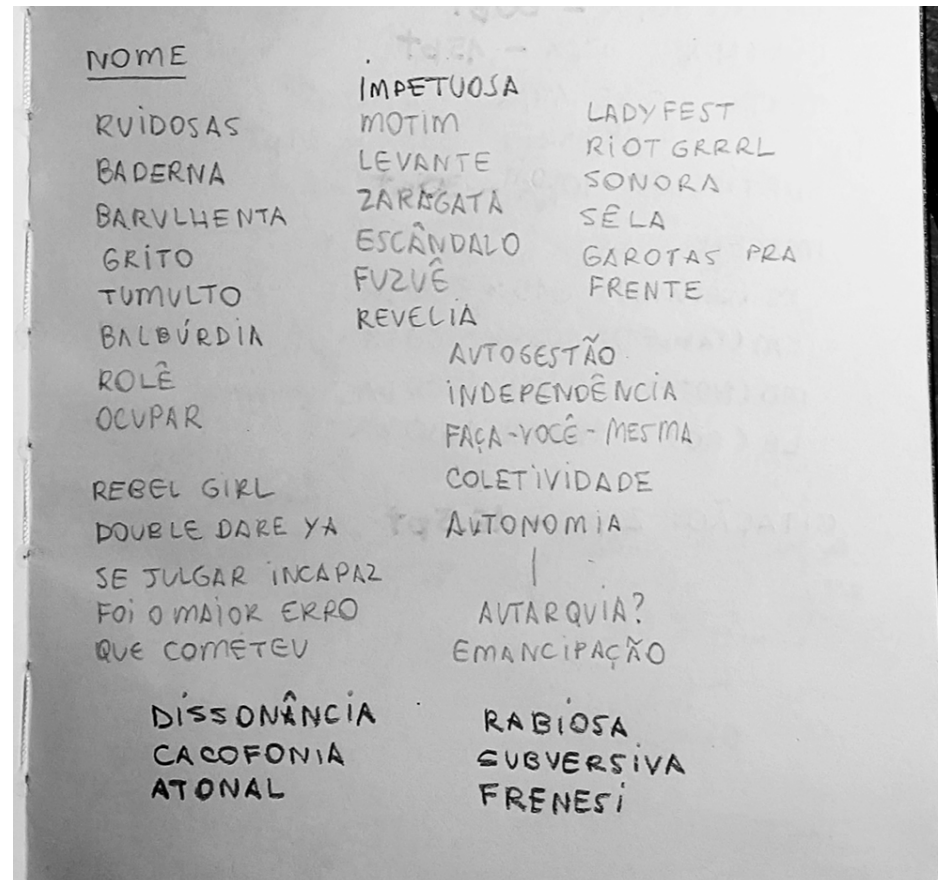 NOME
RUIDOSAS
BADERNA
BARULHENTA
GRITO
TUMULTO
BALBÚRDIA
ROLÊ
OCUPAR
IMPETUOSA
MOTIM
LEVANTE
ZARAGATA
ESCÂNDALO
FUZUÊ
REVELIA
LADYFEST
RIOT GRRRL
SONORA
SÊLA
GAROTAS PRA
FRENTE
AUTOGESTÃO
INDEPENDÊNCIA
FAÇA-VOCÊ-MESMA
COLETIVIDADE
AUTONOMIA
AUTARQUIA?
EMANCIPAÇÃO
REBEL GIRL
DOUBLE DARE YA
SE JULGAR INCAPAZ
FOI O MAIOR ERRO
QUE COMETEU
DISSONÂNCIA
CACOFONIA
ATONAL
RABIOSA
SUBVERSIVA
FRENESI